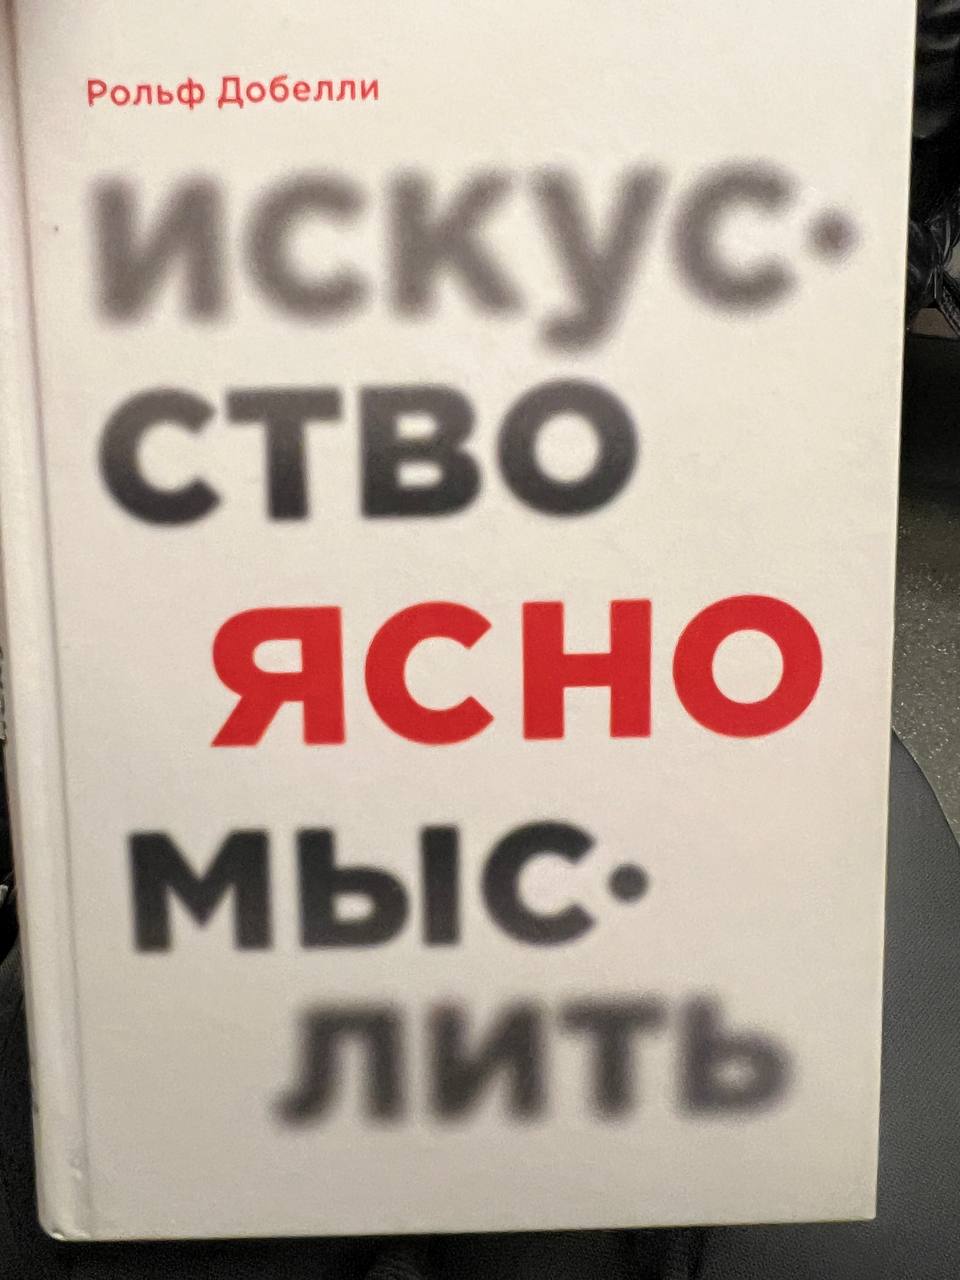 Рольф Добелли
ИСКУС·
СТВО
ЯСНО
МЫС·
ЛИТЬ